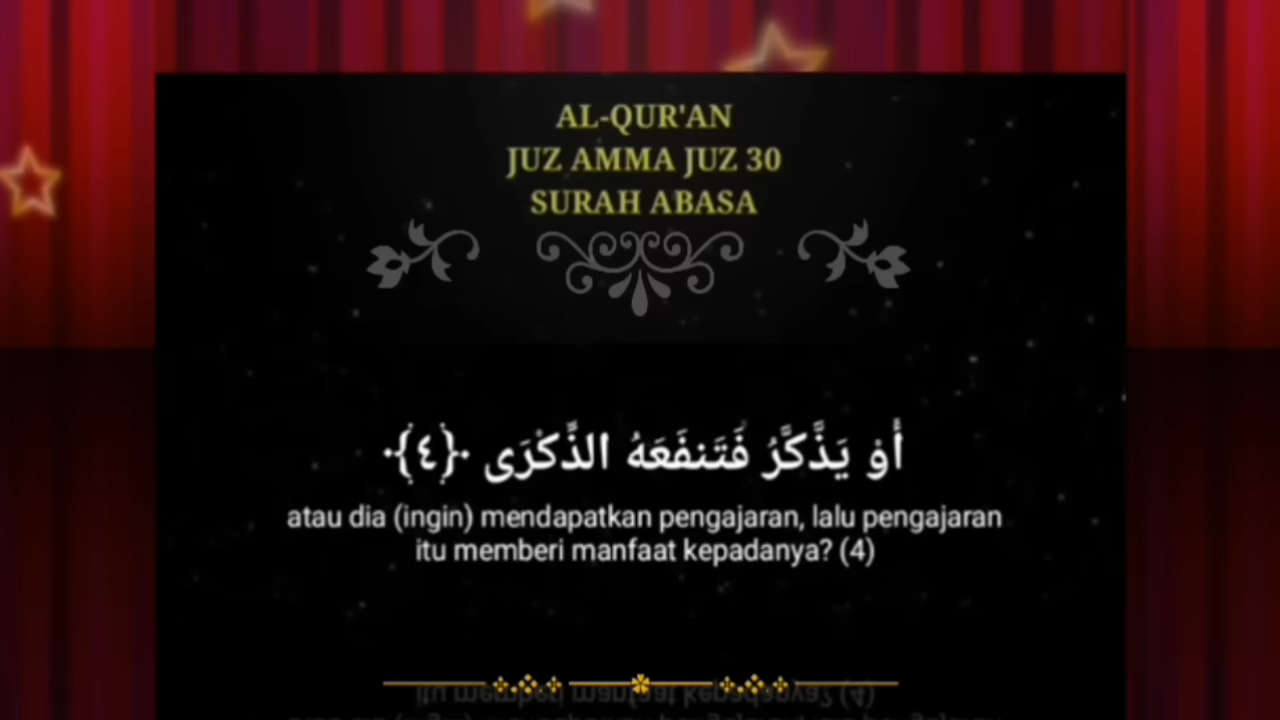 AL-QUR'AN
JUZ AMMA JUZ 30
SURAH ABASA
أَوْ يَذَّكَّرُ فَتَنفَعَهُ الذِّكْرَى ﴿٤﴾
atau dia (ingin) mendapatkan pengajaran, lalu pengajaran
itu memberi manfaat kepadanya? (4)